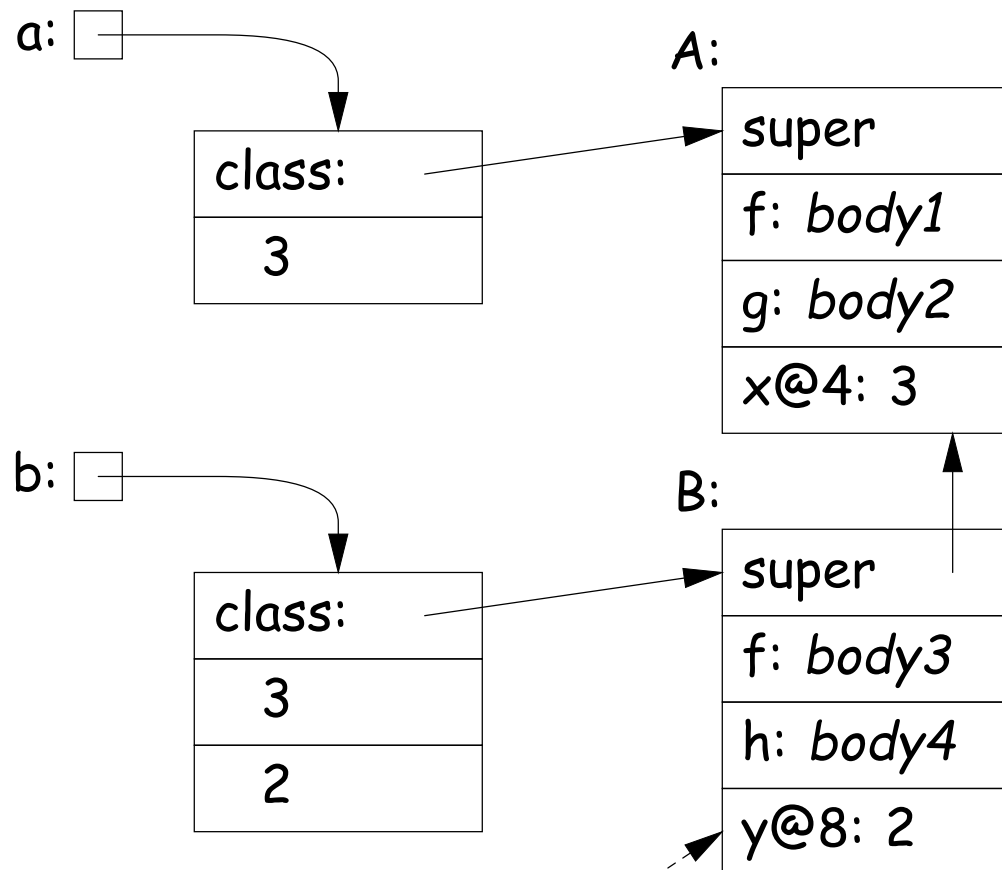 a:
class:
3
A:
super
f: body1
g: body2
x@4: 3
b:
class:
3
2
B:
super
f: body3
h: body4
y@8: 2